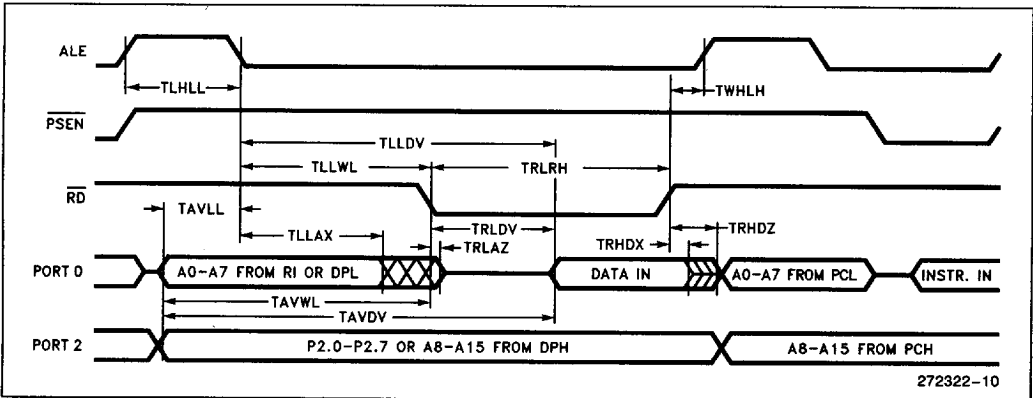 ALE
TLHLL
TWHLH
PSEN
TLLDV
TLLWL
TRLRH
RD
TAVLL
TRLDV
TRHDZ
TLLAX
TRLAZ
TRHDX
PORT 0
A0-A7 FROM RI OR DPL
DATA IN
A0-A7 FROM PCL
INSTR. IN
TAVWL
TAVDV
PORT 2
P2.0-P2.7 OR A8-A15 FROM DPH
A8-A15 FROM PCH
272322-10